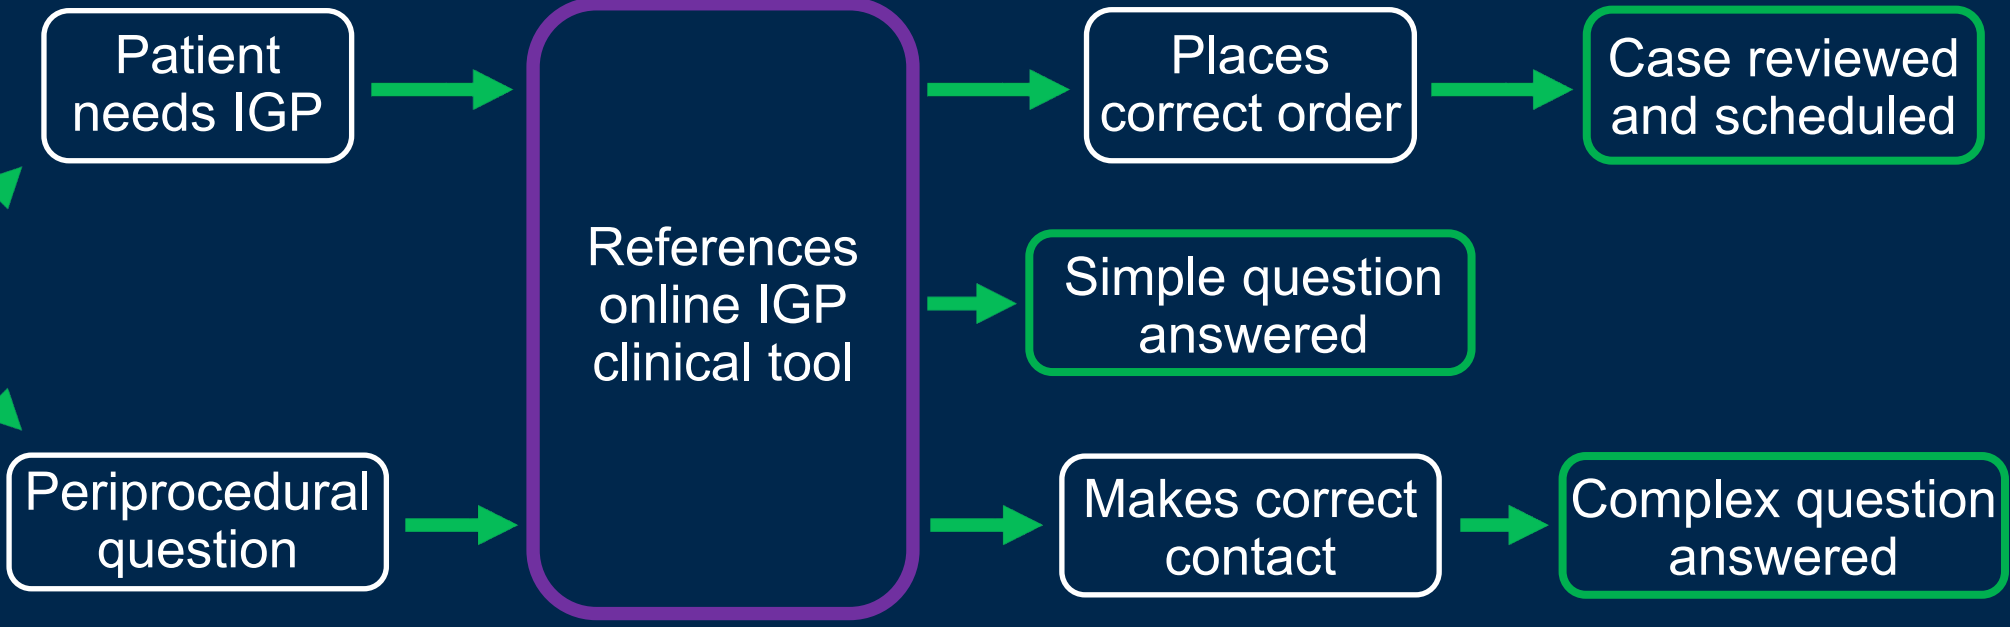 Patient
needs IGP
References
online IGP
clinical tool
Places
correct order
Case reviewed
and scheduled
Simple question
answered
Periprocedural
question
Makes correct
contact
Complex question
answered